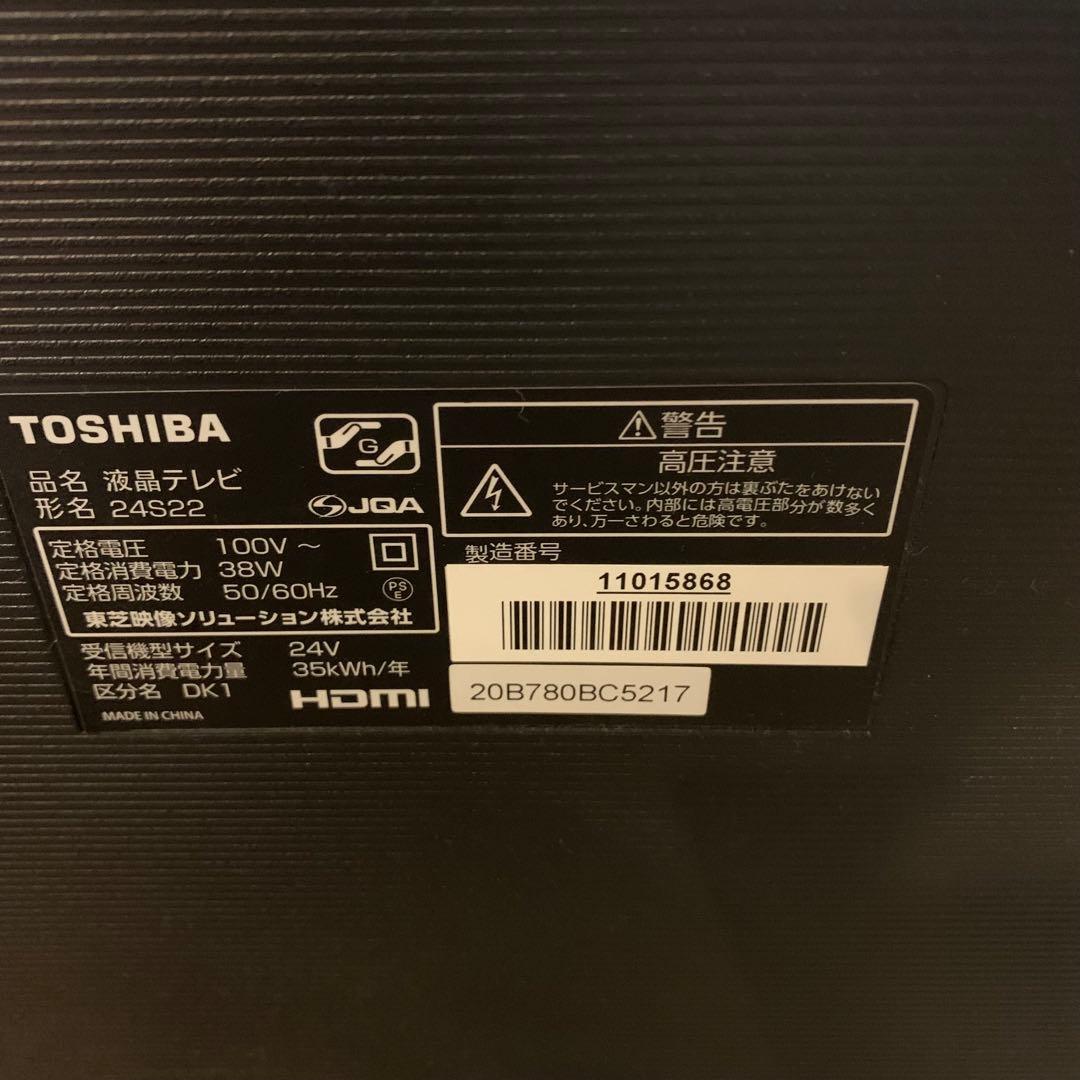 TOSHIBA
品名 液晶テレビ
形名 24S22
G
JQA
定格電圧 100V ～
定格消費電力 38W
定格周波数 50/60Hz
PS
E
東芝映像ソリューション株式会社
受信機型サイズ 24V
年間消費電力量 35kWh/年
区分名 DK1
HDMI
MADE IN CHINA
警告
高圧注意
サービスマン以外の方は裏ぶたをあけない
でください。内部には高電圧部分が数多く
あり、万一さわると危険です。
製造番号
11015868
20B780BC5217